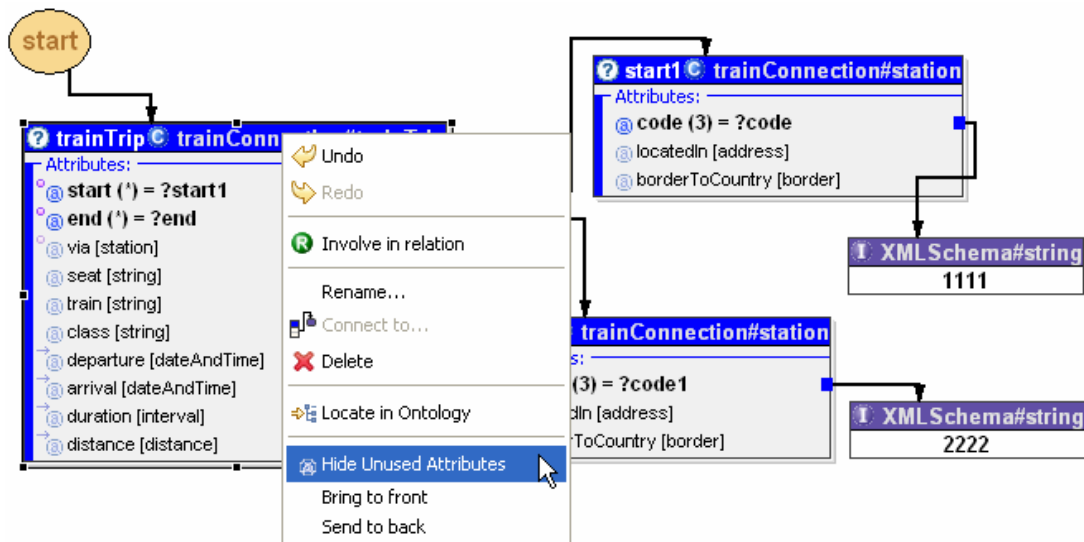 start
trainTrip C trainConn
Attributes:
@ start (*) = ?start1
@ end (*) = ?end
@ via [station]
@ seat [string]
@ train [string]
@ class [string]
@ departure [dateAndTime]
@ arrival [dateAndTime]
@ duration [interval]
@ distance [distance]
Undo
Redo
R Involve in relation
Rename...
Connect to...
Delete
Locate in Ontology
Hide Unused Attributes
Bring to front
Send to back
? start1 C trainConnection#station
Attributes:
@ code (3) = ?code
@ locatedIn [address]
@ borderToCountry [border]
I XMLSchema#string
1111
trainConnection#station
s:
(3) = ?code1
dIn [address]
rToCountry [border]
I XMLSchema#string
2222